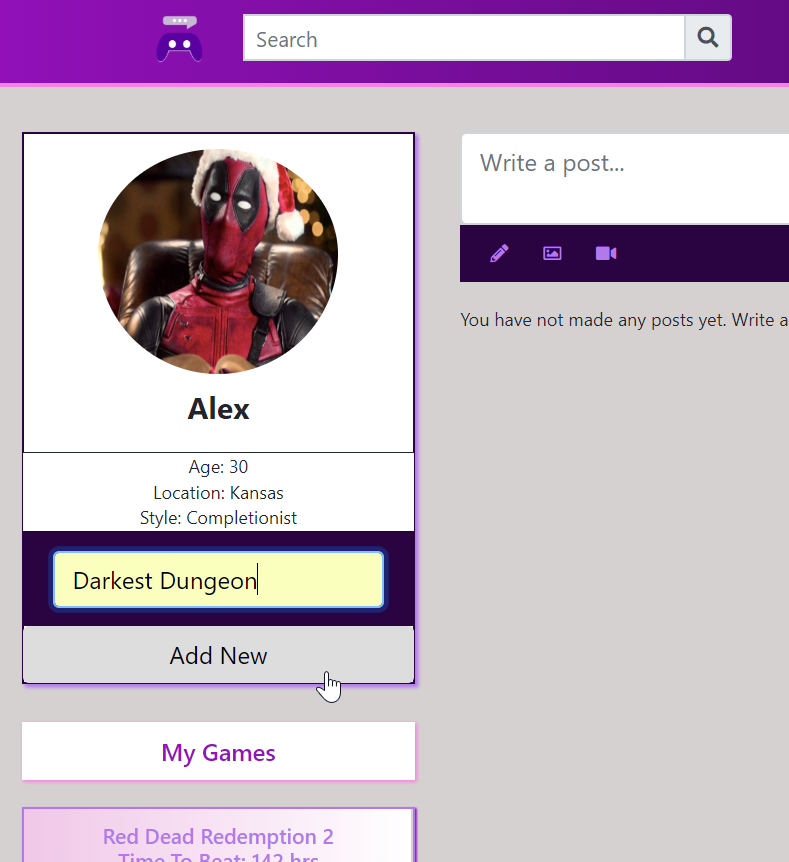 Search
Write a post...
You have not made any posts yet. Write a
Alex
Age: 30
Location: Kansas
Style: Completionist
Darkest Dungeon
Add New
My Games
Red Dead Redemption 2
Time To Beat: 142 hrs